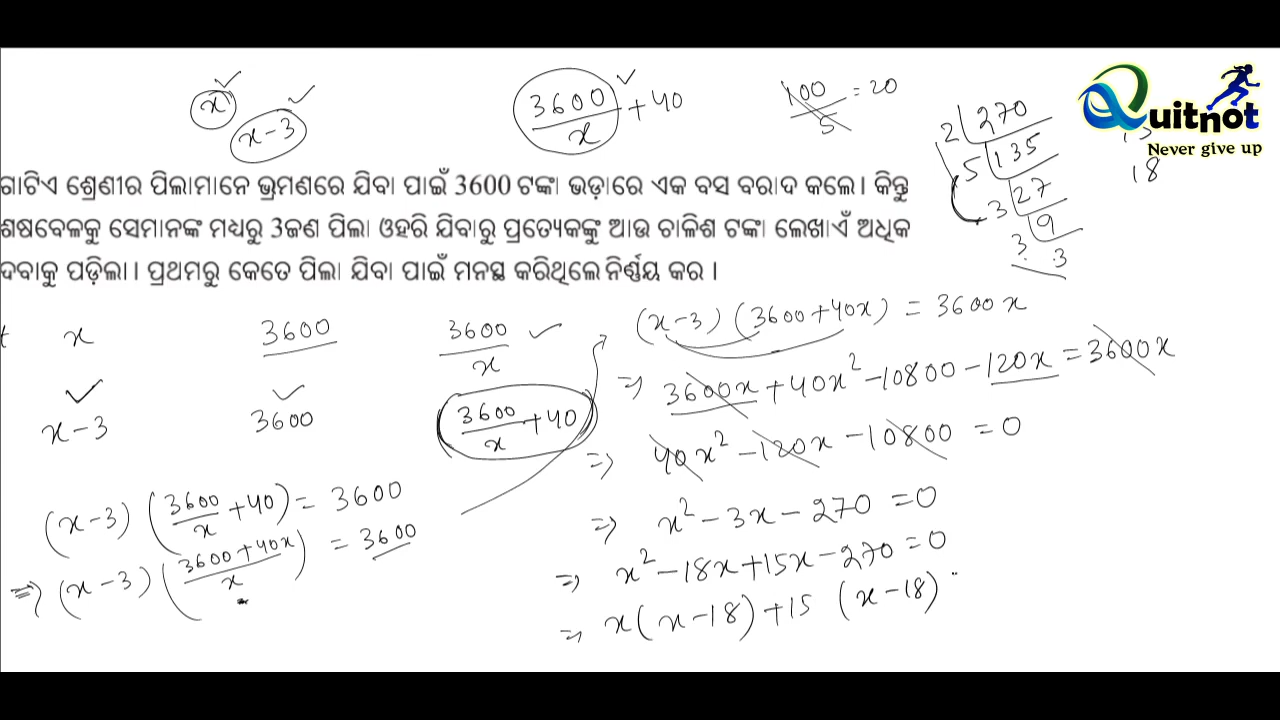 x
x-3
3600/x + 40
100/5 = 20
2 | 270
5 | 135
3 | 27
3 | 9
3
18
Quitnot
Never give up
ଗାଟିଏ ଶ୍ରେଣୀର ପିଲାମାନେ ଭ୍ରମଣରେ ଯିବା ପାଇଁ 3600 ଟଙ୍କା ଭଡ଼ାରେ ଏକ ବସ ବରାଦ କଲେ । କିନ୍ତୁ
ଶଷବେଳକୁ ସେମାନଙ୍କ ମଧ୍ୟରୁ 3ଜଣ ପିଲା ଓହରି ଯିବାରୁ ପ୍ରତ୍ୟେକଙ୍କୁ ଆଉ ଚାଳିଶ ଟଙ୍କା ଲେଖାଏଁ ଅଧିକ
ଦବାକୁ ପଡ଼ିଲା । ପ୍ରଥମରୁ କେତେ ପିଲା ଯିବା ପାଇଁ ମନସ୍ଥ କରିଥିଲେ ନିର୍ଣ୍ଣୟ କର ।
x 3600 3600/x
x-3 3600 3600/x + 40
(x-3) (3600/x + 40) = 3600
=> (x-3) ((3600+40x)/x) = 3600
(x-3) (3600+40x) = 3600x
=> 3600x + 40x² - 10800 - 120x = 3600x
=> 40x² - 120x - 10800 = 0
=> x² - 3x - 270 = 0
=> x² - 18x + 15x - 270 = 0
=> x(x-18) + 15 (x-18)